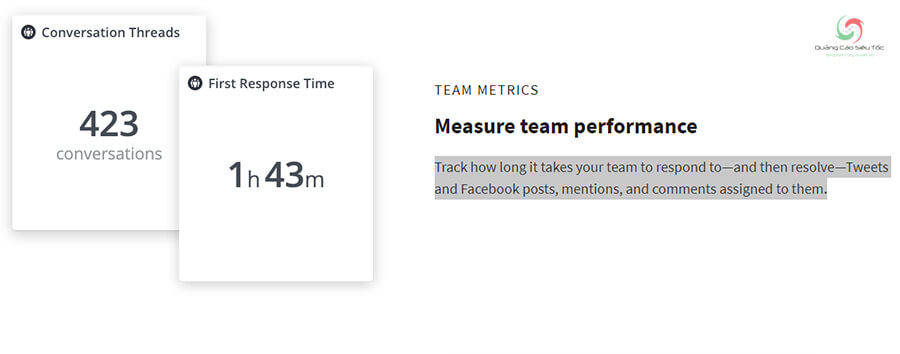 Conversation Threads
423
conversations
First Response Time
1h 43m
Quảng Cáo Siêu Tốc
TEAM METRICS
Measure team performance
Track how long it takes your team to respond to—and then resolve—Tweets
and Facebook posts, mentions, and comments assigned to them.